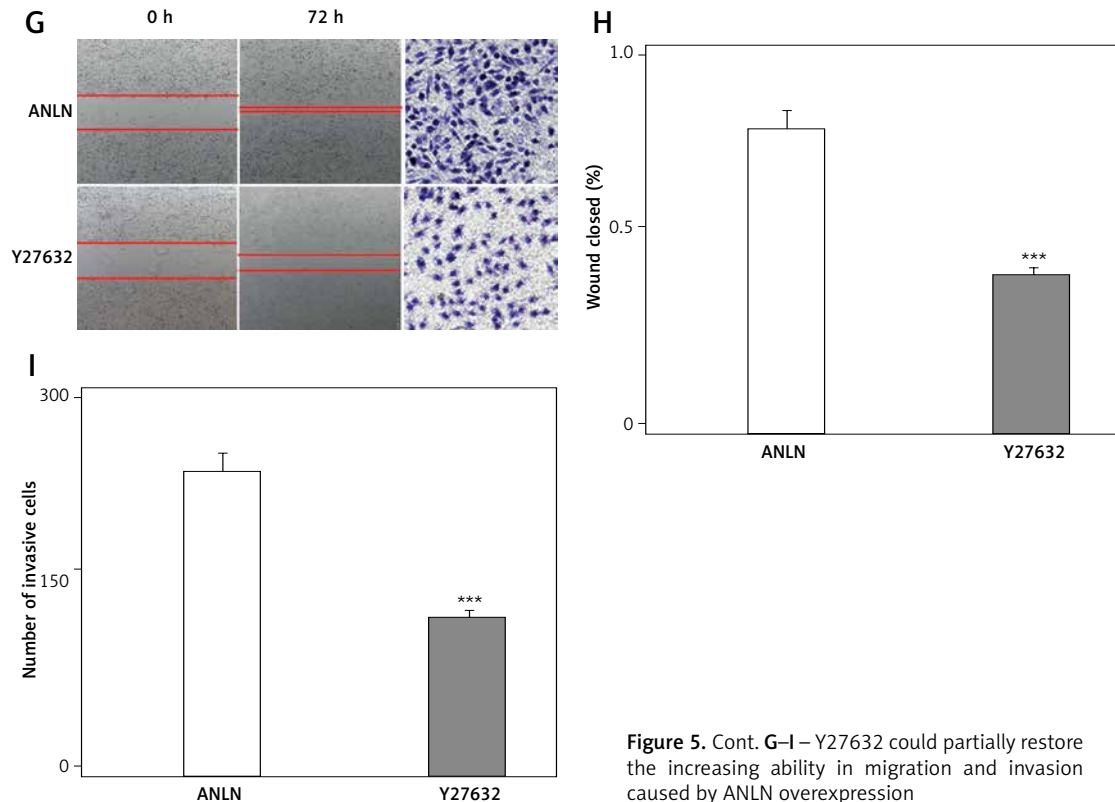 G
0 h 72 h
ANLN
Y27632
H
1.0
0.5
0
Wound closed (%)
***
ANLN Y27632
I
300
150
0
Number of invasive cells
***
ANLN Y27632
Figure 5. Cont. G–I – Y27632 could partially restore
the increasing ability in migration and invasion
caused by ANLN overexpression